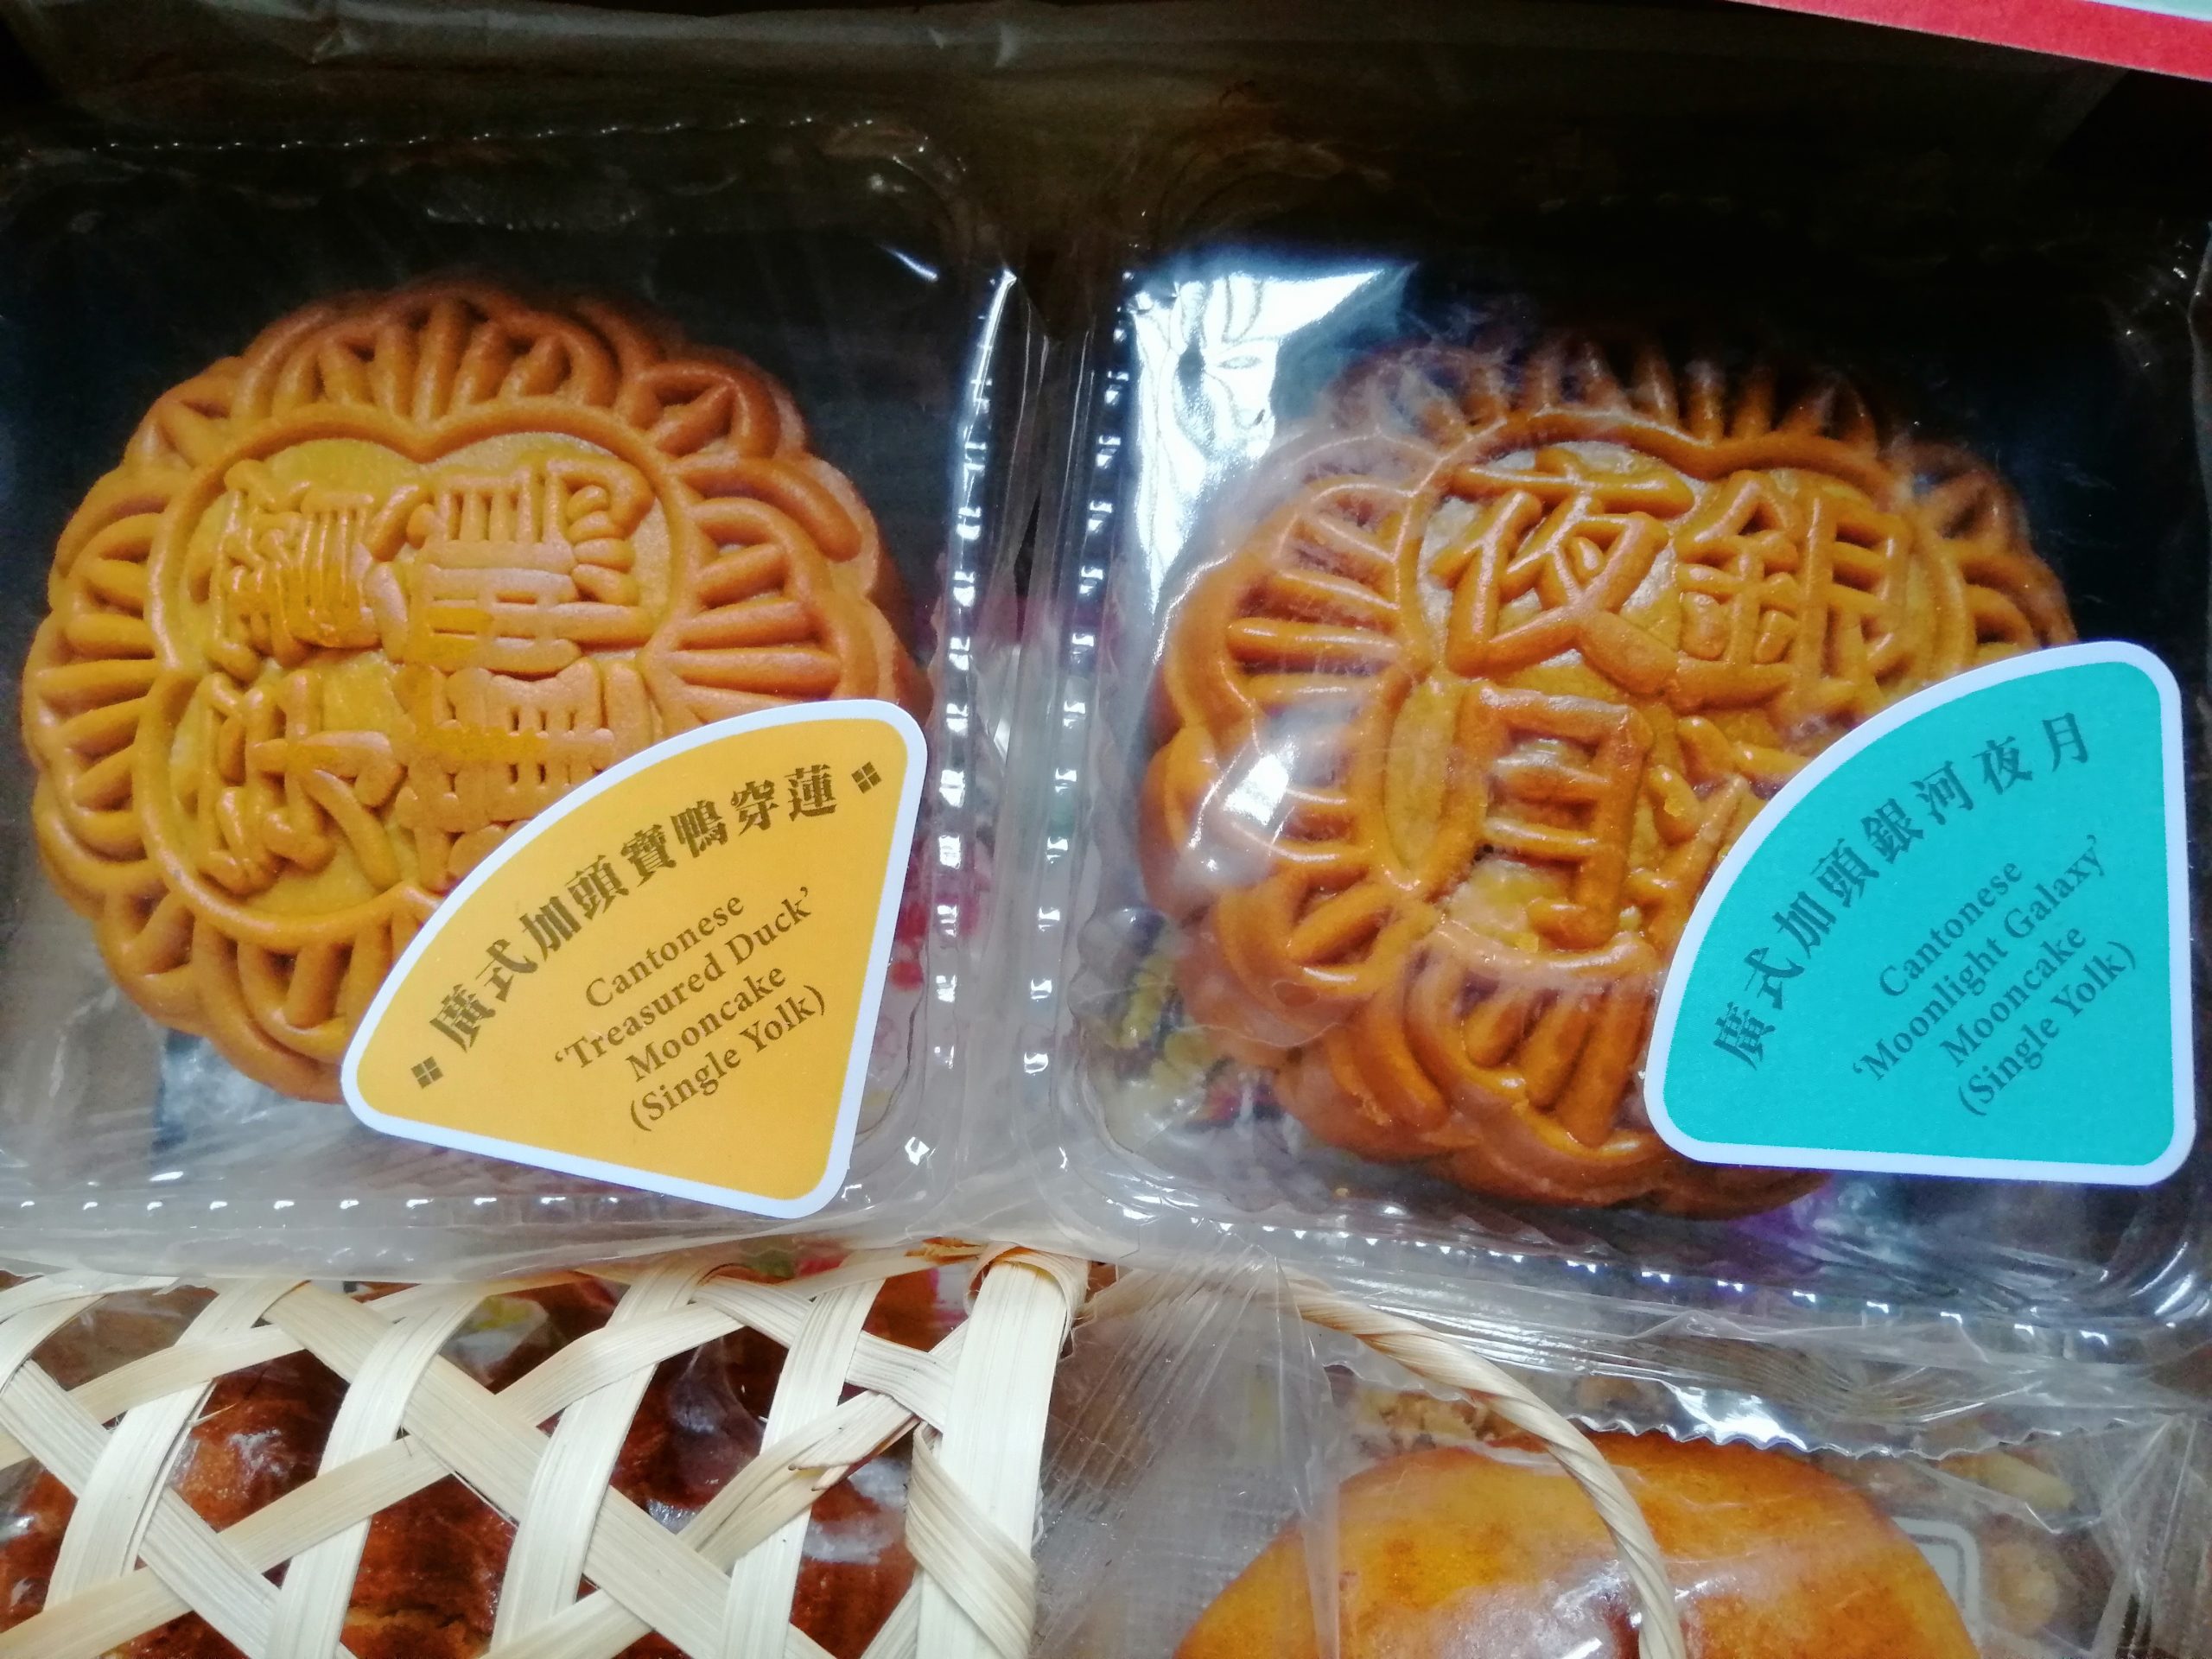 廣式加頭寶鴨穿蓮
Cantonese
‘Treasured Duck’
Mooncake
(Single Yolk)
銀
夜月
廣式加頭銀河夜月
Cantonese
‘Moonlight Galaxy’
Mooncake
(Single Yolk)